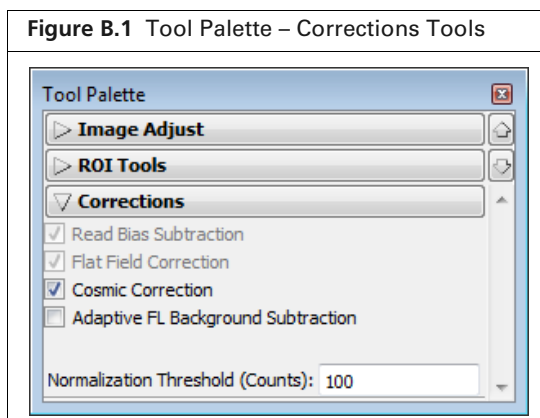 Figure B.1 Tool Palette – Corrections Tools
Tool Palette
Image Adjust
ROI Tools
Corrections
Read Bias Subtraction
Flat Field Correction
Cosmic Correction
Adaptive FL Background Subtraction
Normalization Threshold (Counts): 100